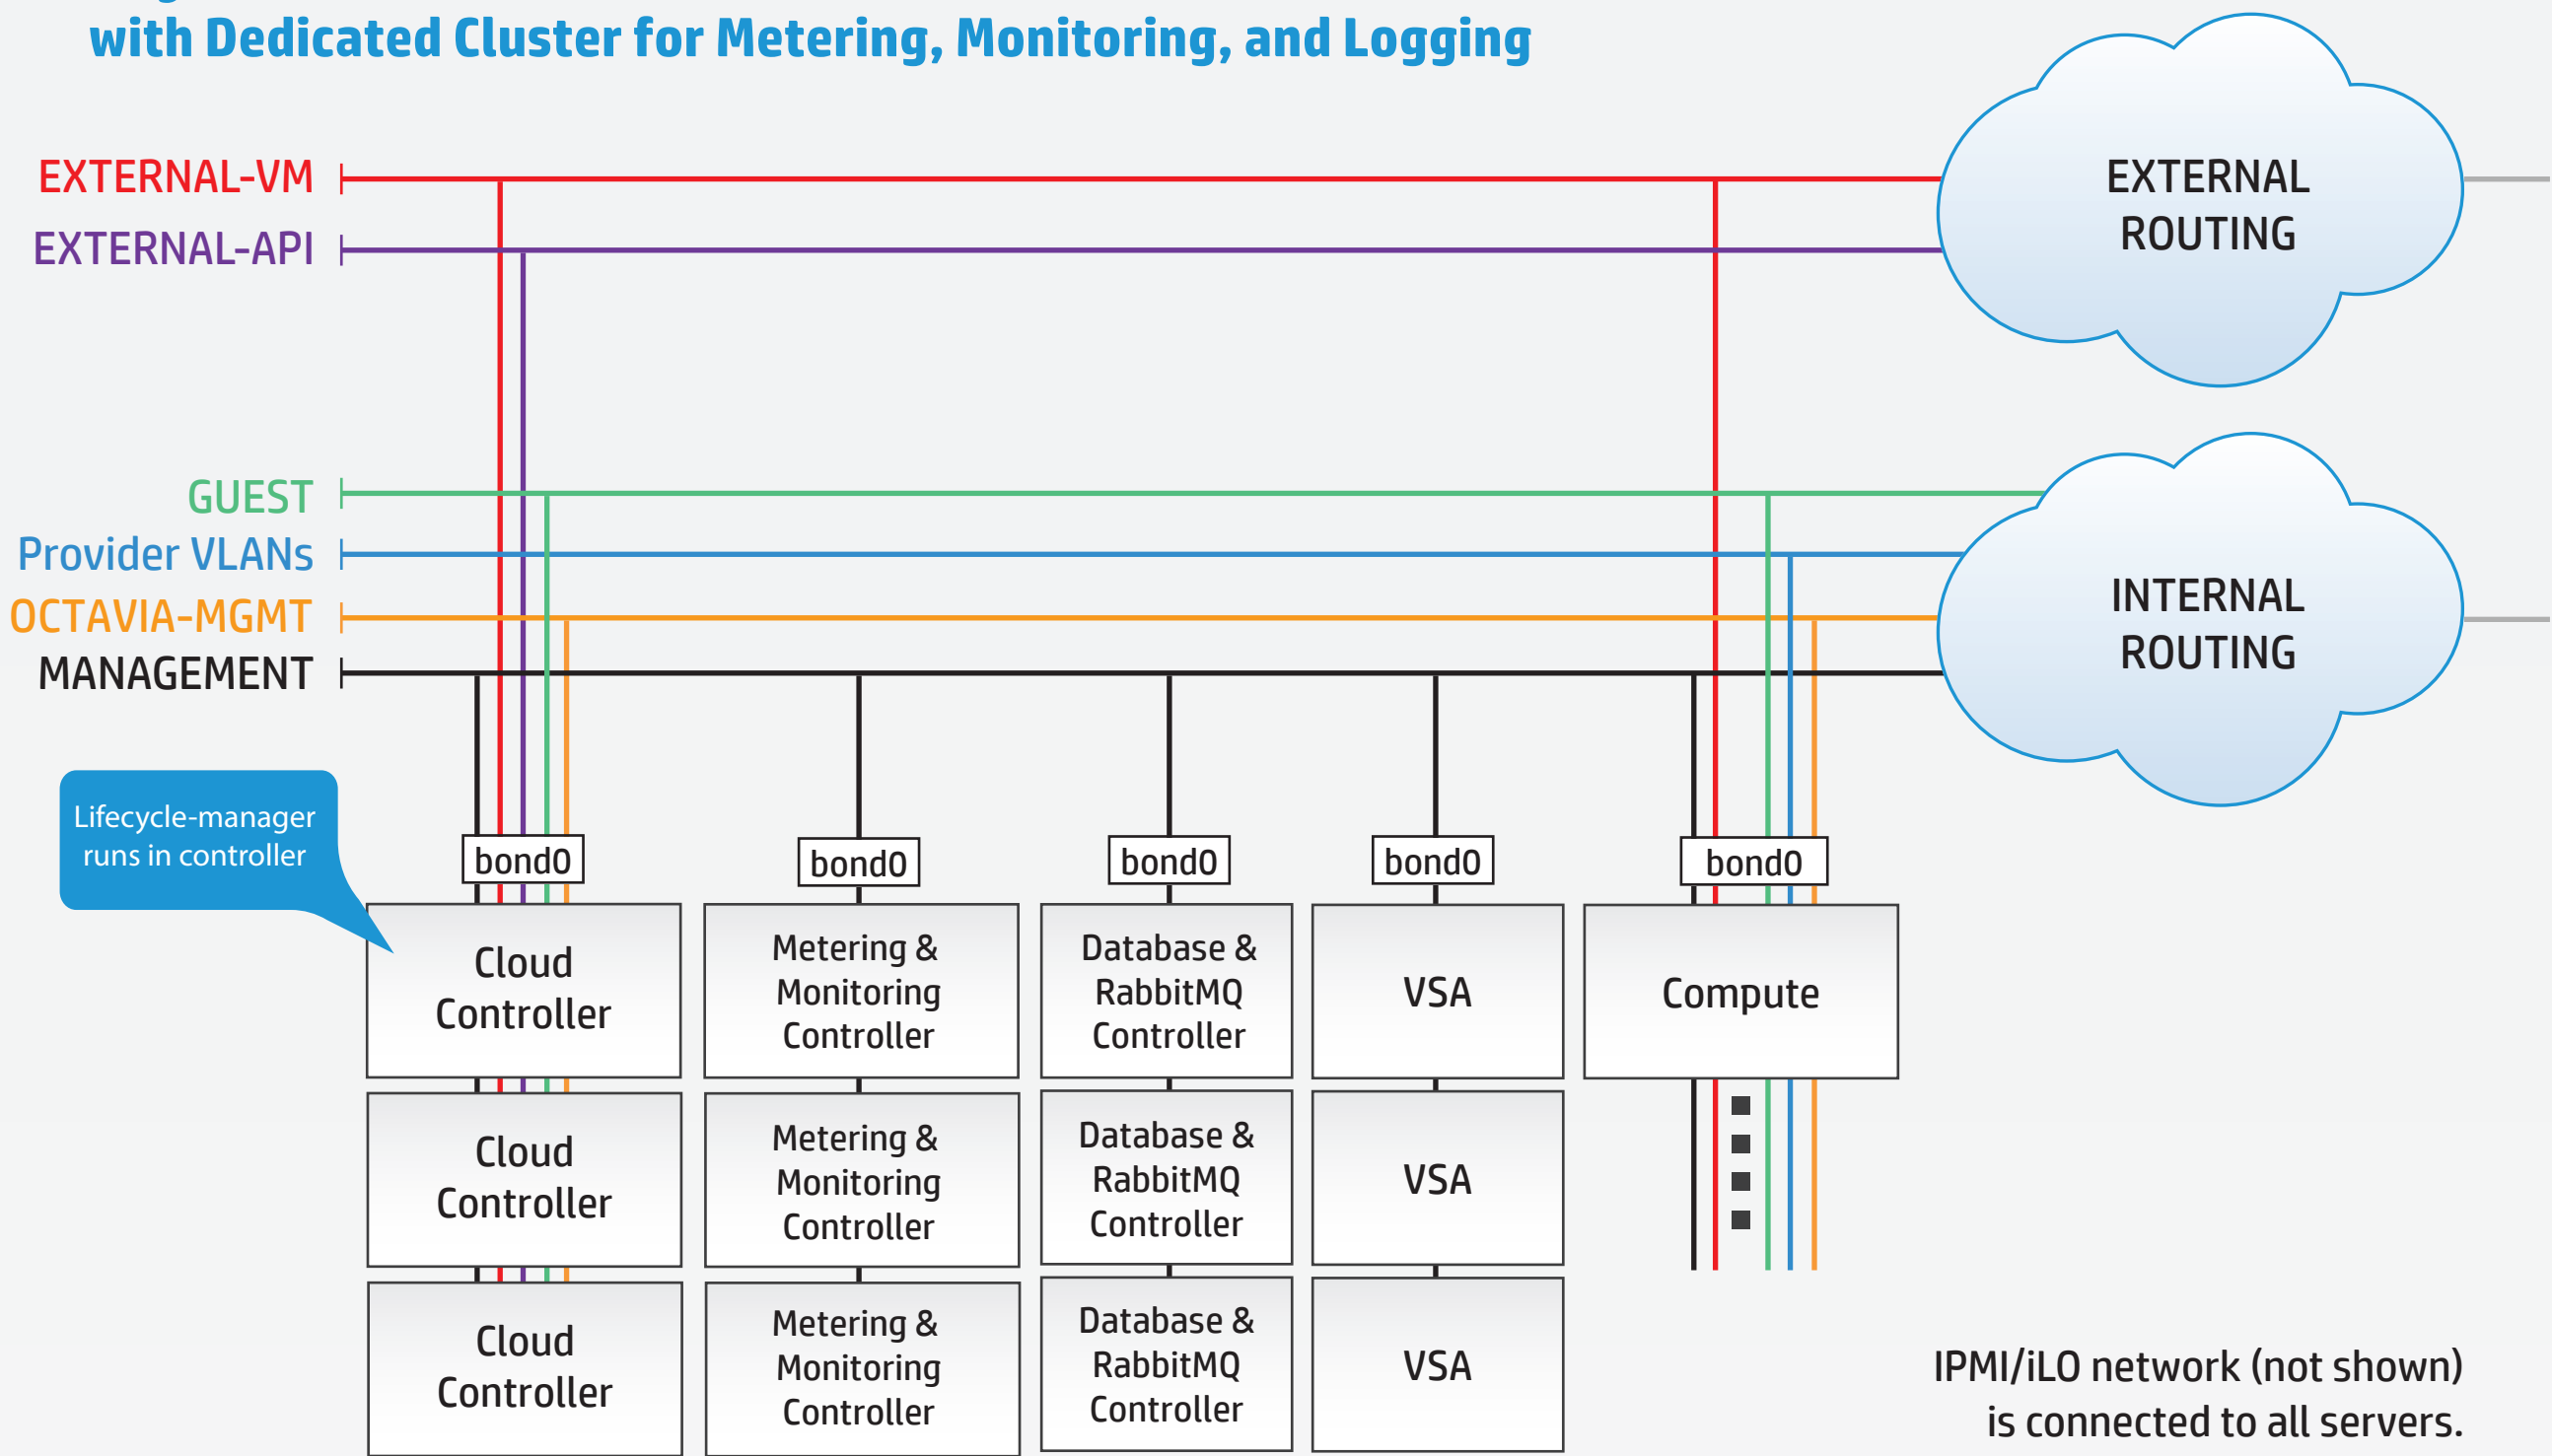 with Dedicated Cluster for Metering, Monitoring, and Logging
EXTERNAL-VM
EXTERNAL-API
EXTERNAL
ROUTING
GUEST
Provider VLANs
OCTAVIA-MGMT
MANAGEMENT
INTERNAL
ROUTING
Lifecycle-manager
runs in controller
bond0
bond0
bond0
bond0
bond0
Cloud
Controller
Metering &
Monitoring
Controller
Database &
RabbitMQ
Controller
VSA
Compute
Cloud
Controller
Metering &
Monitoring
Controller
Database &
RabbitMQ
Controller
VSA
Cloud
Controller
Metering &
Monitoring
Controller
Database &
RabbitMQ
Controller
VSA
IPMI/iLO network (not shown)
is connected to all servers.